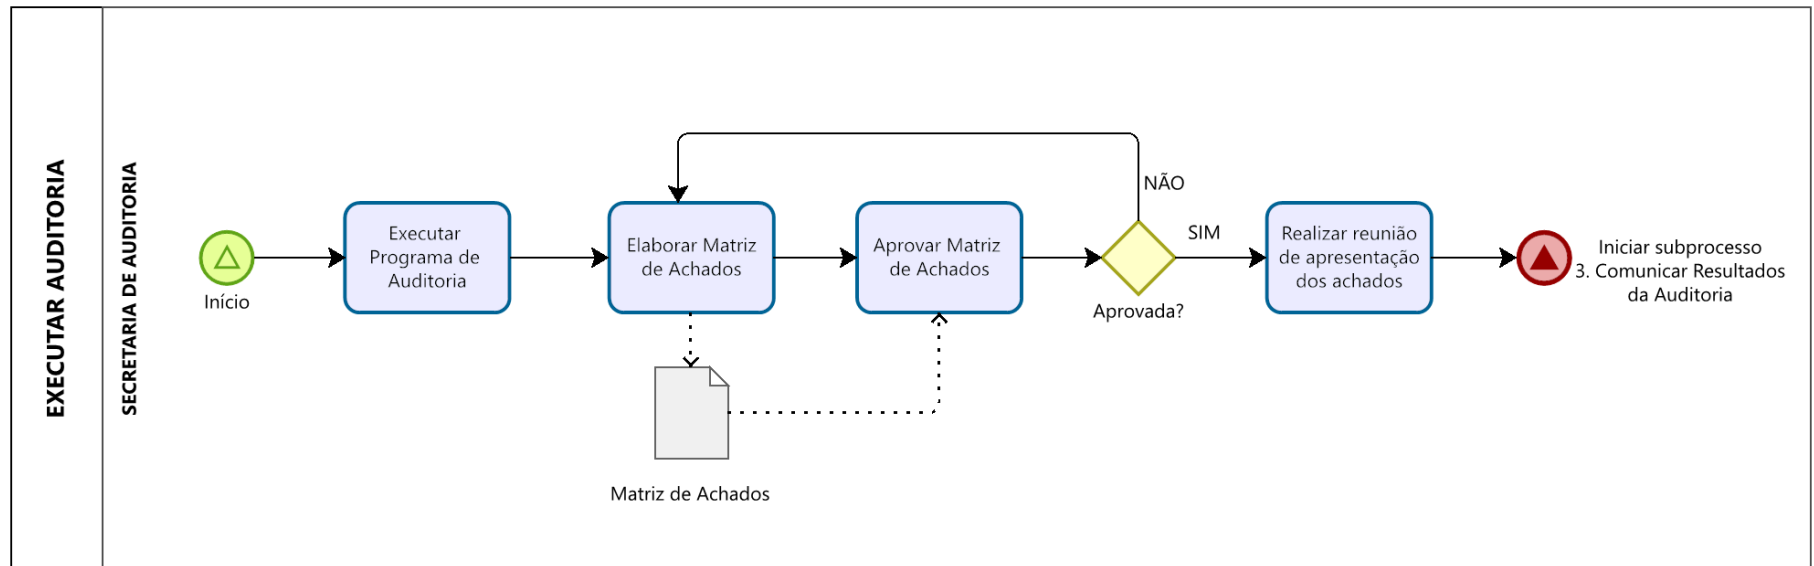 EXECUTAR AUDITORIA
SECRETARIA DE AUDITORIA
Início
Executar
Programa de
Auditoria
Elaborar Matriz
de Achados
Matriz de Achados
Aprovar Matriz
de Achados
Aprovada?
NÃO
SIM
Realizar reunião
de apresentação
dos achados
Iniciar subprocesso
3. Comunicar Resultados
da Auditoria